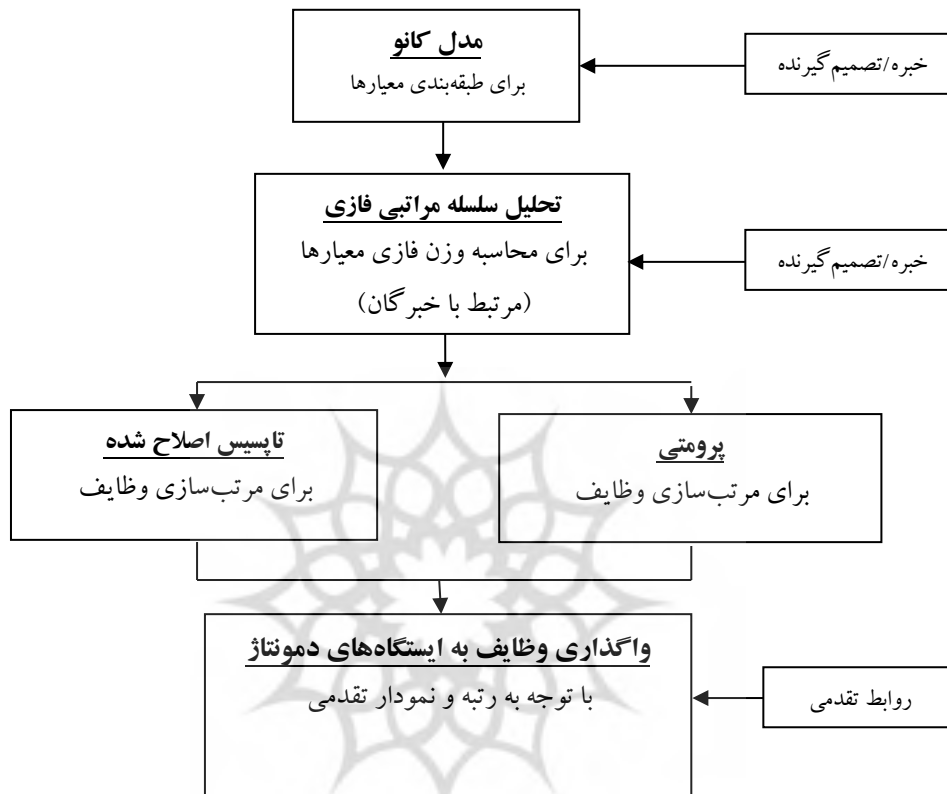 مدل کانو
برای طبقه‌بندی معیارها
خبره/تصمیم‌گیرنده
تحلیل سلسله مراتبی فازی
برای محاسبه وزن فازی معیارها
(مرتبط با خبرگان)
خبره/تصمیم‌گیرنده
پرومتی
برای مرتب‌سازی وظایف
تاپسیس اصلاح شده
برای مرتب‌سازی وظایف
واگذاری وظایف به ایستگاه‌های دمونتاژ
با توجه به رتبه و نمودار تقدمی
روابط تقدمی